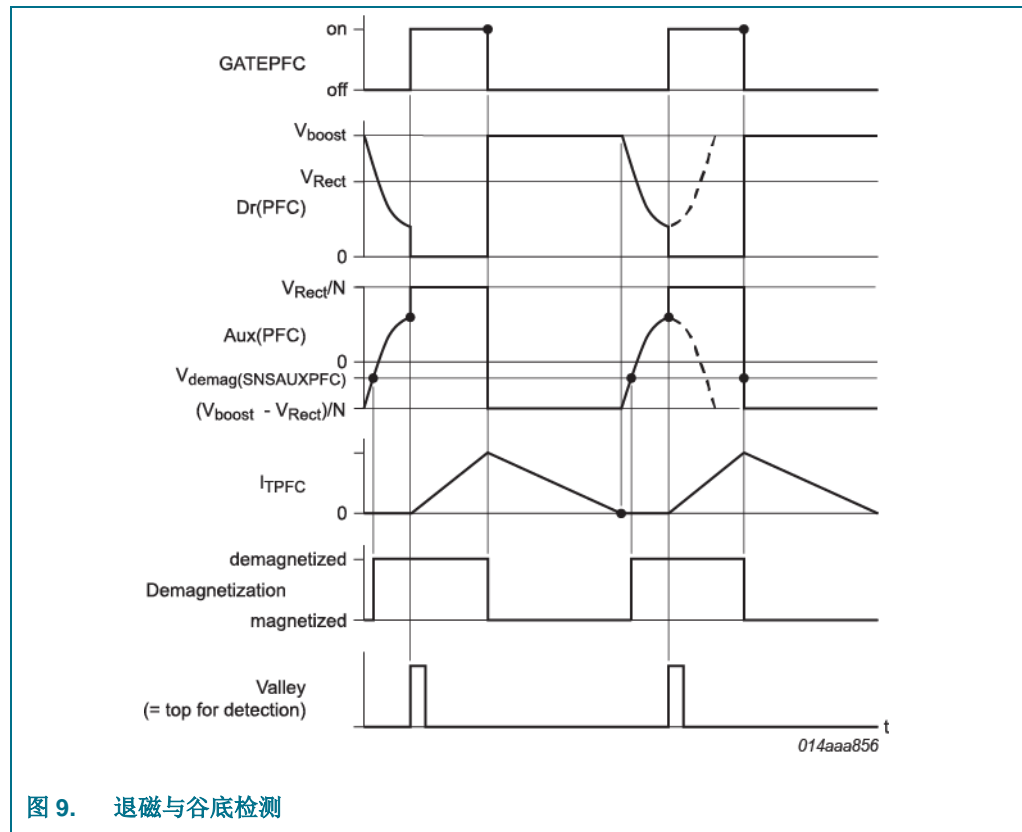 on
GATEPFC
off
Vboost
VRect
Dr(PFC)
0
VRect/N
Aux(PFC)
0
Vdemag(SNSAUXPFC)
(Vboost - VRect)/N
ITPFC
0
demagnetized
Demagnetization
magnetized
Valley
(= top for detection)
t
014aaa856
图 9. 退磁与谷底检测